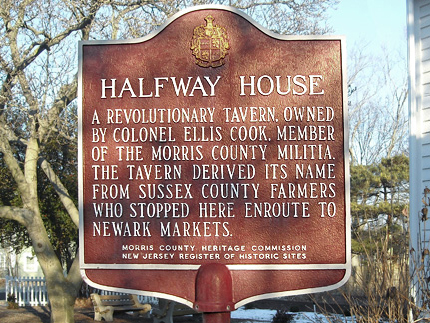 HALFWAY HOUSE
A REVOLUTIONARY TAVERN, OWNED
BY COLONEL ELLIS COOK, MEMBER
OF THE MORRIS COUNTY MILITIA.
THE TAVERN DERIVED ITS NAME
FROM SUSSEX COUNTY FARMERS
WHO STOPPED HERE ENROUTE TO
NEWARK MARKETS.
MORRIS COUNTY HERITAGE COMMISSION
NEW JERSEY REGISTER OF HISTORIC SITES